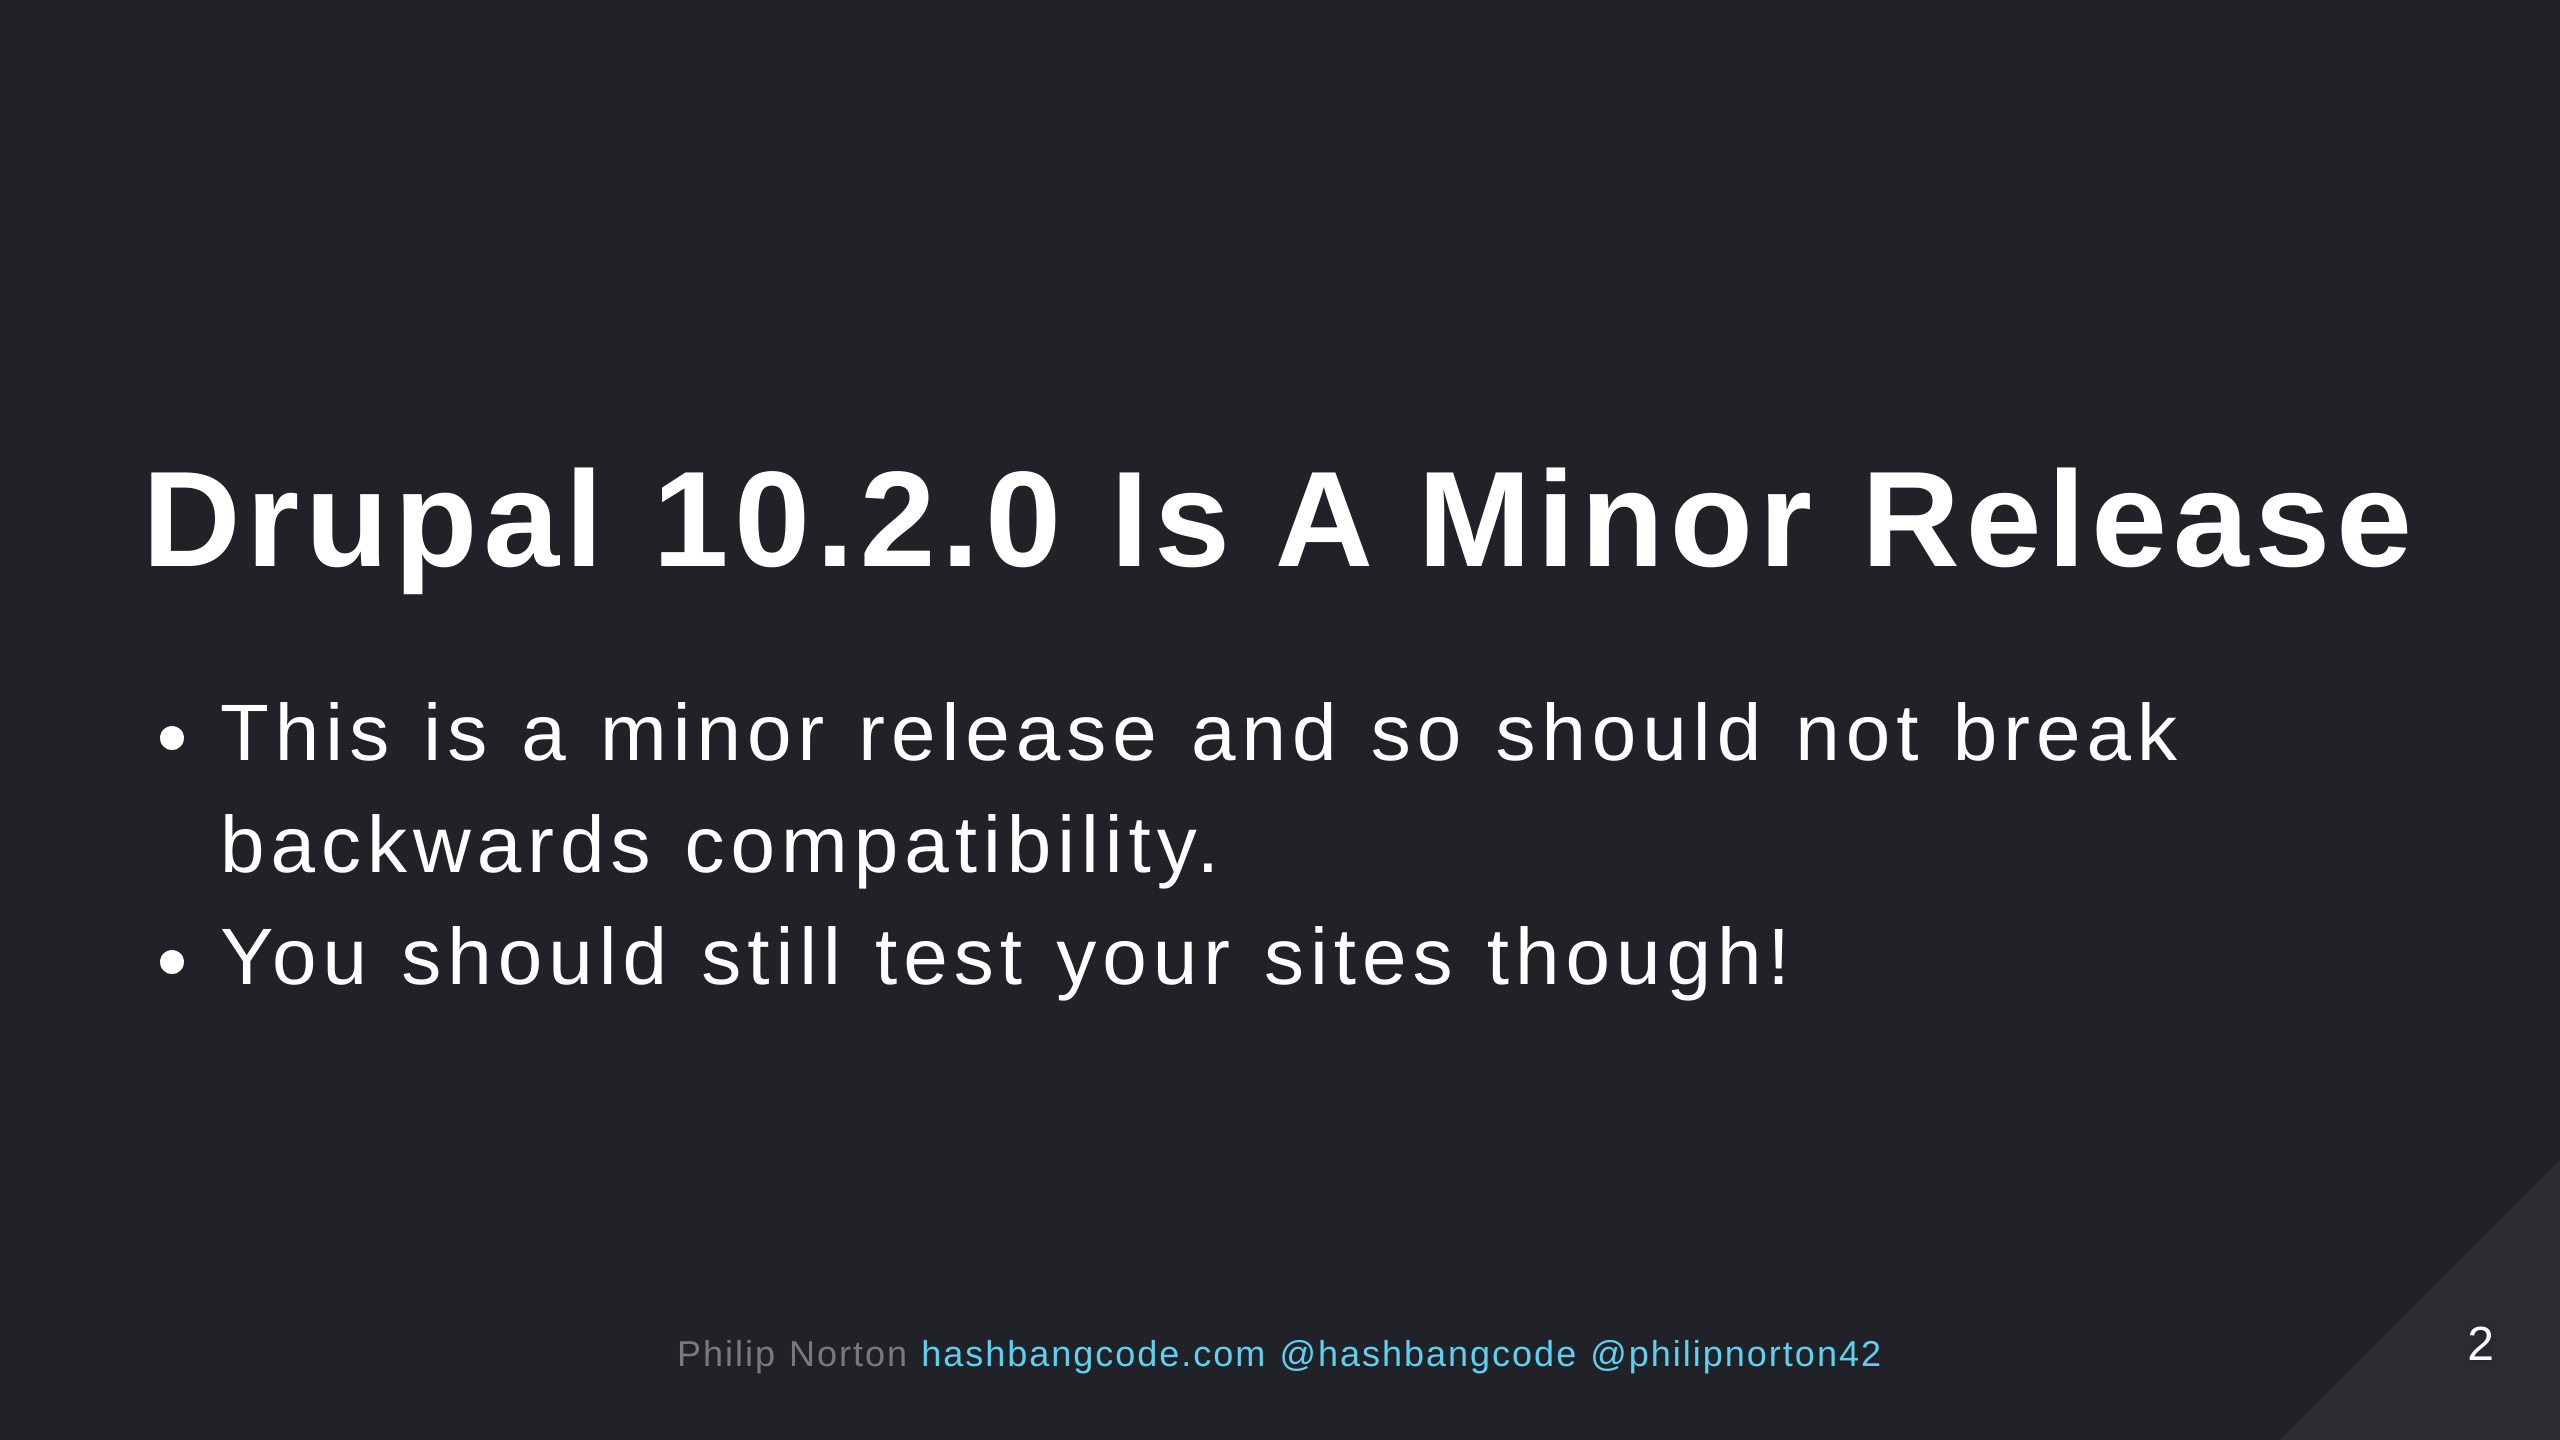 Drupal 10.2.0 Is A Minor Release
• This is a minor release and so should not break
backwards compatibility.
• You should still test your sites though!
Philip Norton hashbangcode.com @hashbangcode @philipnorton42
2